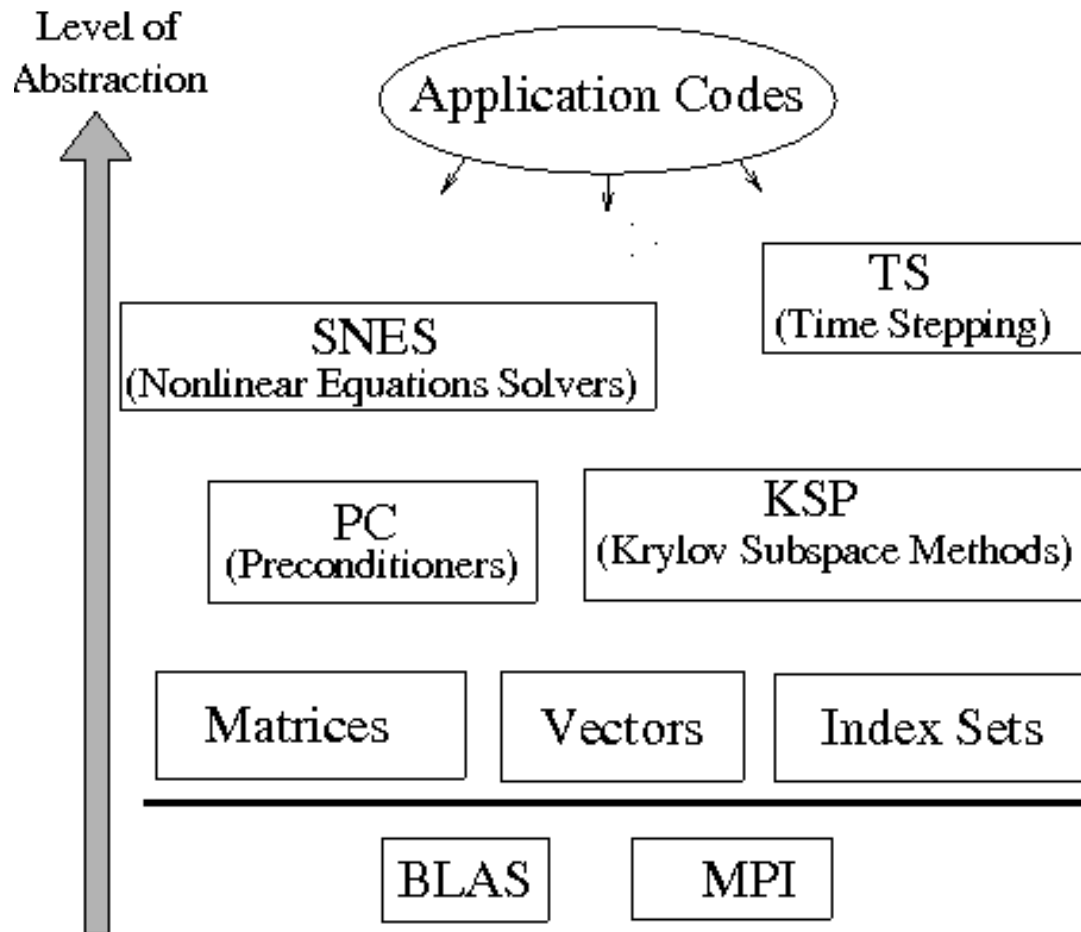 Level of
Abstraction
Application Codes
TS
(Time Stepping)
SNES
(Nonlinear Equations Solvers)
KSP
(Krylov Subspace Methods)
PC
(Preconditioners)
Matrices
Vectors
Index Sets
BLAS
MPI